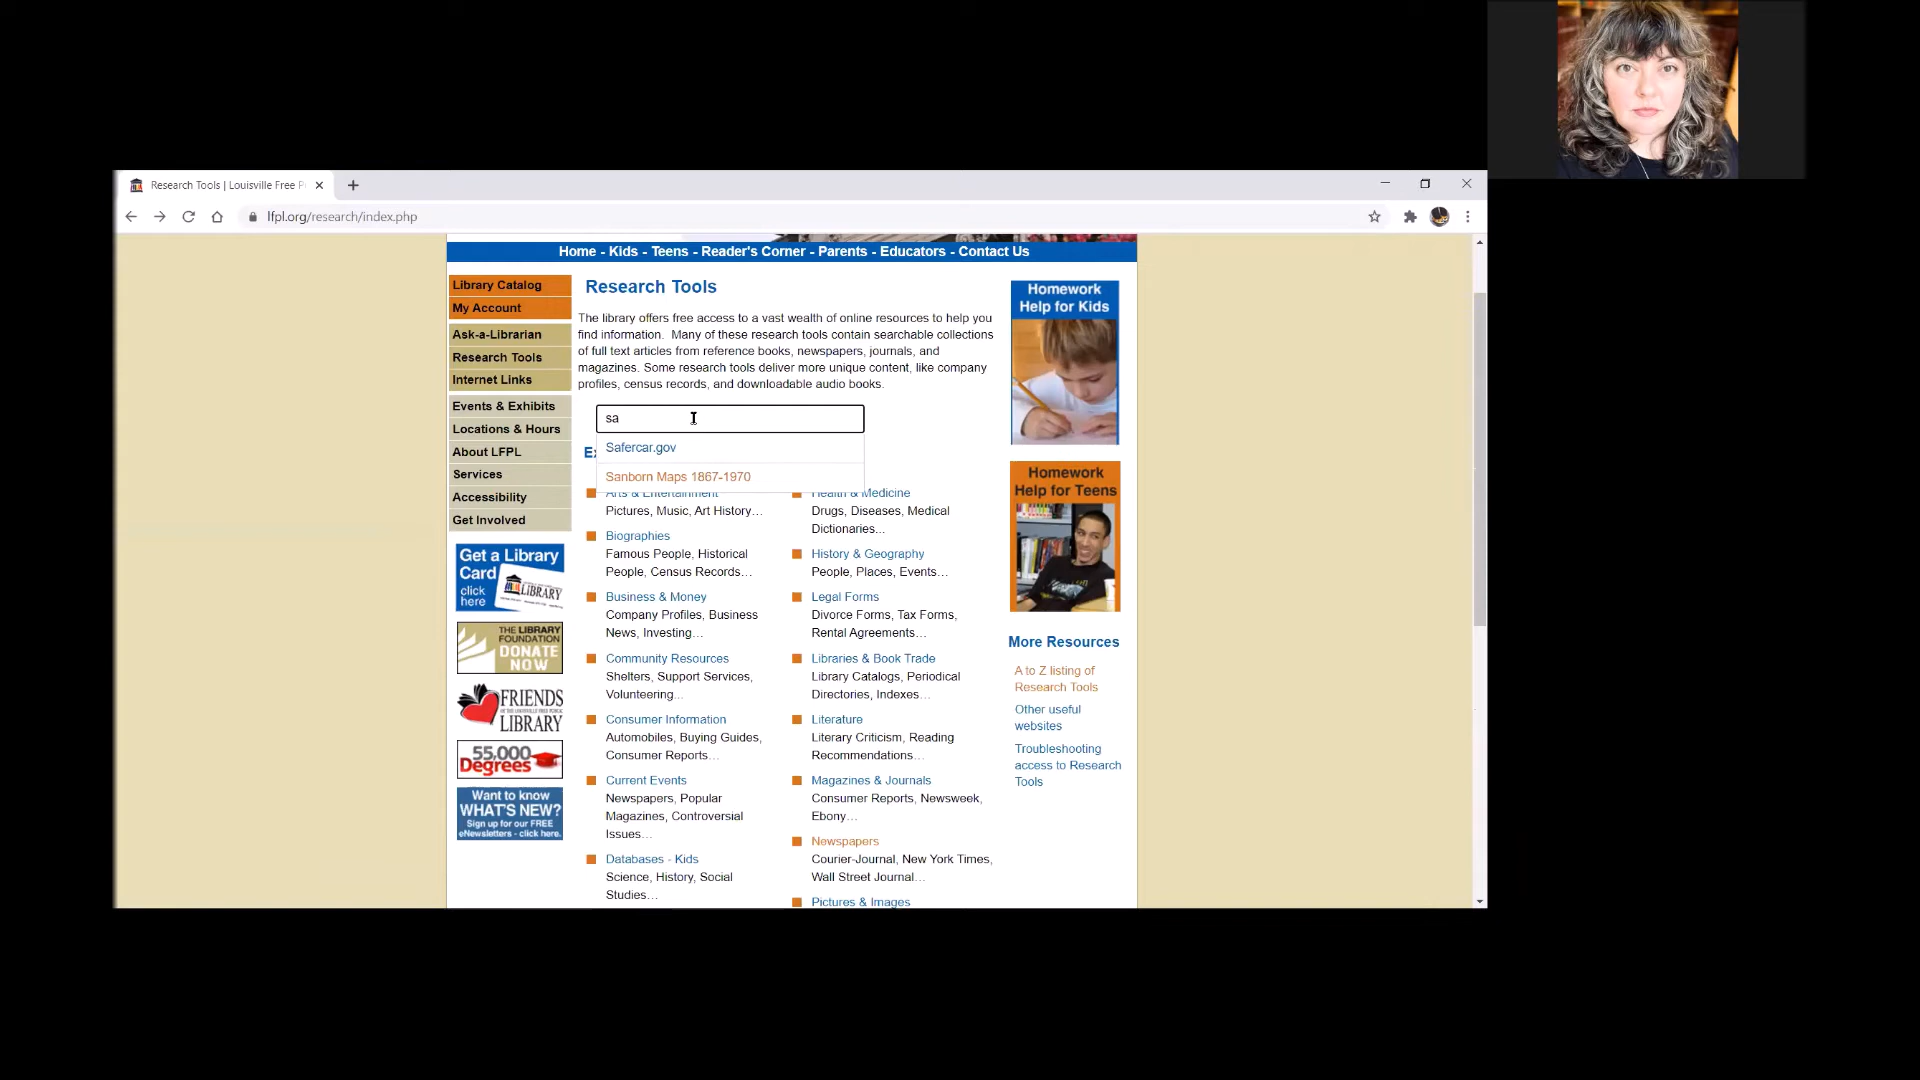 Research Tools | Louisville Free P
lfpl.org/research/index.php
Home - Kids - Teens - Reader's Corner - Parents - Educators - Contact Us
Library Catalog
My Account
Ask-a-Librarian
Research Tools
Internet Links
Events & Exhibits
Locations & Hours
About LFPL
Services
Accessibility
Get Involved
Get a Library
Card
click
here
LIBRARY
THE LIBRARY
FOUNDATION
DONATE
NOW
FRIENDS
OF THE LOUISVILLE FREE PUBLIC
LIBRARY
55,000
Degrees
Want to know
WHAT'S NEW?
Sign up for our FREE
eNewsletters - click here.
Research Tools
The library offers free access to a vast wealth of online resources to help you
find information. Many of these research tools contain searchable collections
of full text articles from reference books, newspapers, journals, and
magazines. Some research tools deliver more unique content, like company
profiles, census records, and downloadable audio books.
sa
Safercar.gov
Sanborn Maps 1867-1970
Arts & Entertainment
Pictures, Music, Art History…
Biographies
Famous People, Historical
People, Census Records…
Business & Money
Company Profiles, Business
News, Investing…
Community Resources
Shelters, Support Services,
Volunteering…
Consumer Information
Automobiles, Buying Guides,
Consumer Reports…
Current Events
Newspapers, Popular
Magazines, Controversial
Issues…
Databases - Kids
Science, History, Social
Studies…
Health & Medicine
Drugs, Diseases, Medical
Dictionaries...
History & Geography
People, Places, Events…
Legal Forms
Divorce Forms, Tax Forms,
Rental Agreements…
Libraries & Book Trade
Library Catalogs, Periodical
Directories, Indexes…
Literature
Literary Criticism, Reading
Recommendations…
Magazines & Journals
Consumer Reports, Newsweek,
Ebony…
Newspapers
Courier-Journal, New York Times,
Wall Street Journal…
Pictures & Images
Homework
Help for Kids
Homework
Help for Teens
More Resources
A to Z listing of
Research Tools
Other useful
websites
Troubleshooting
access to Research
Tools